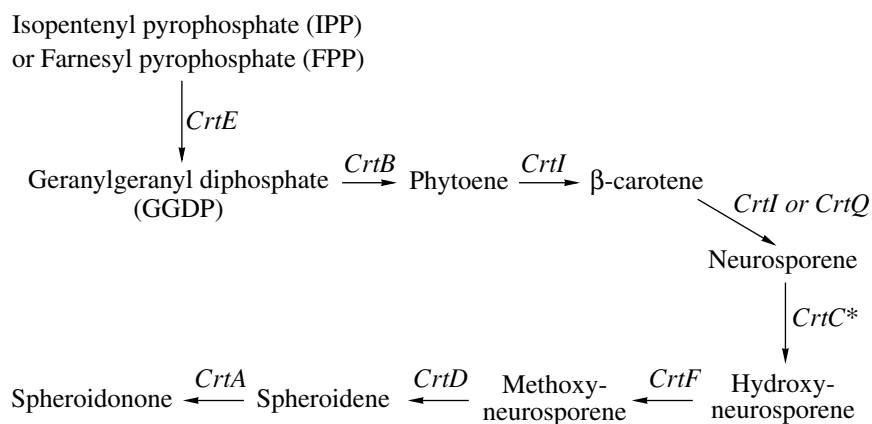 Isopentenyl pyrophosphate (IPP)
or Farnesyl pyrophosphate (FPP)
CrtE
Geranylgeranyl diphosphate
(GGDP)
CrtB
Phytoene
CrtI
β-carotene
CrtI or CrtQ
Neurosporene
CrtC*
Hydroxy-
neurosporene
CrtF
Methoxy-
neurosporene
CrtD
Spheroidene
CrtA
Spheroidonone